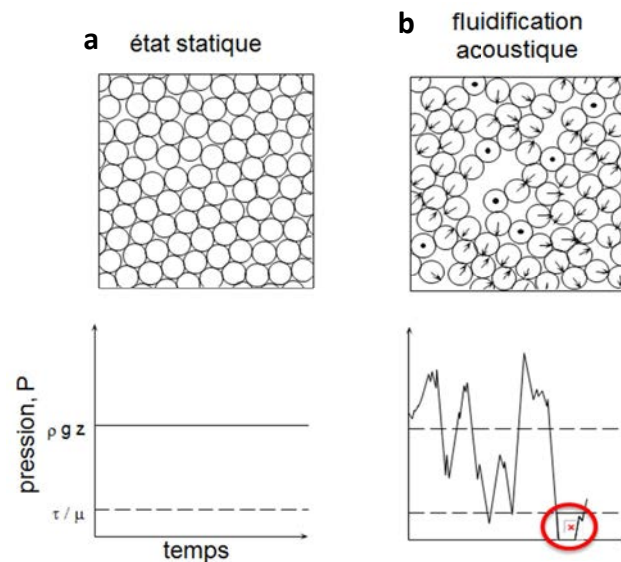 a
état statique
b
fluidification
acoustique
pression, P
ρ g z
τ / μ
temps